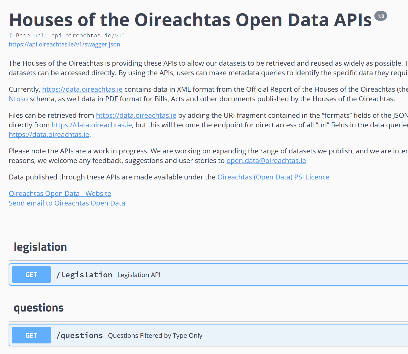 Houses of the Oireachtas Open Data APIs 1.0
[ Base url: api.oireachtas.ie/v1 ]
https://api.oireachtas.ie/v1/swagger.json
The Houses of the Oireachtas is providing these APIs to allow our datasets to be retrieved and reused as widely as possible. T
datasets can be accessed directly. By using the APIs, users can make metadata queries to identify the specific data they requi
Currently, https://data.oireachtas.ie contains data in XML format from the Official Report of the Houses of the Oireachtas (the
Ntoso schema, as well data in PDF format for Bills, Acts and other documents published by the Houses of the Oireachtas.
Files can be retrieved from https://data.oireachtas.ie by adding the URI fragment contained in the "formats" fields of the JSON
directly from https://data.oireachtas.ie, but this will become the endpoint for direct access of all "uri" fields in the data queries
https://data.oireachtas.ie.
Please note the APIs are a work in progress. We are working on expanding the range of datasets we publish, and we are in
reasons, we welcome any feedback, suggestions and user stories to open.data@oireachtas.ie
Data published through these APIs are made available under the Oireachtas (Open Data) PSI Licence
Oireachtas Open Data - Website
Send email to Oireachtas Open Data
legislation
GET /legislation Legislation API
questions
GET /questions Questions Filtered by Type Only